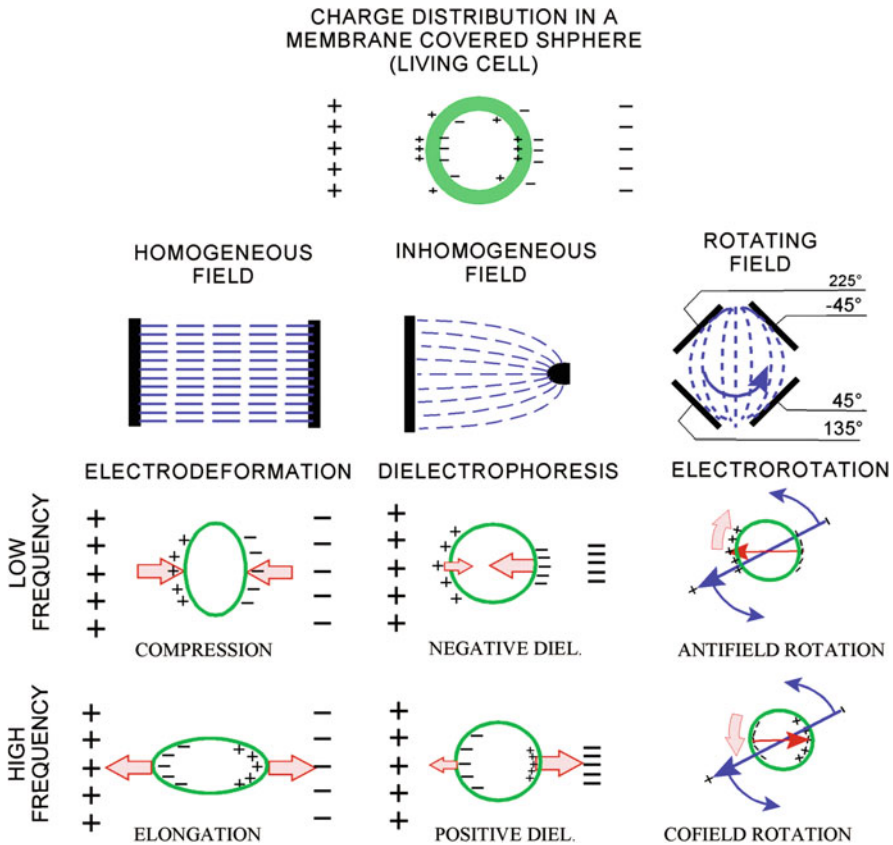 CHARGE DISTRIBUTION IN A
MEMBRANE COVERED SHPHERE
(LIVING CELL)
HOMOGENEOUS
FIELD
INHOMOGENEOUS
FIELD
ROTATING
FIELD
225°
-45°
45°
135°
ELECTRODEFORMATION
DIELECTROPHORESIS
ELECTROROTATION
LOW
FREQUENCY
COMPRESSION
NEGATIVE DIEL.
ANTIFIELD ROTATION
HIGH
FREQUENCY
ELONGATION
POSITIVE DIEL.
COFIELD ROTATION